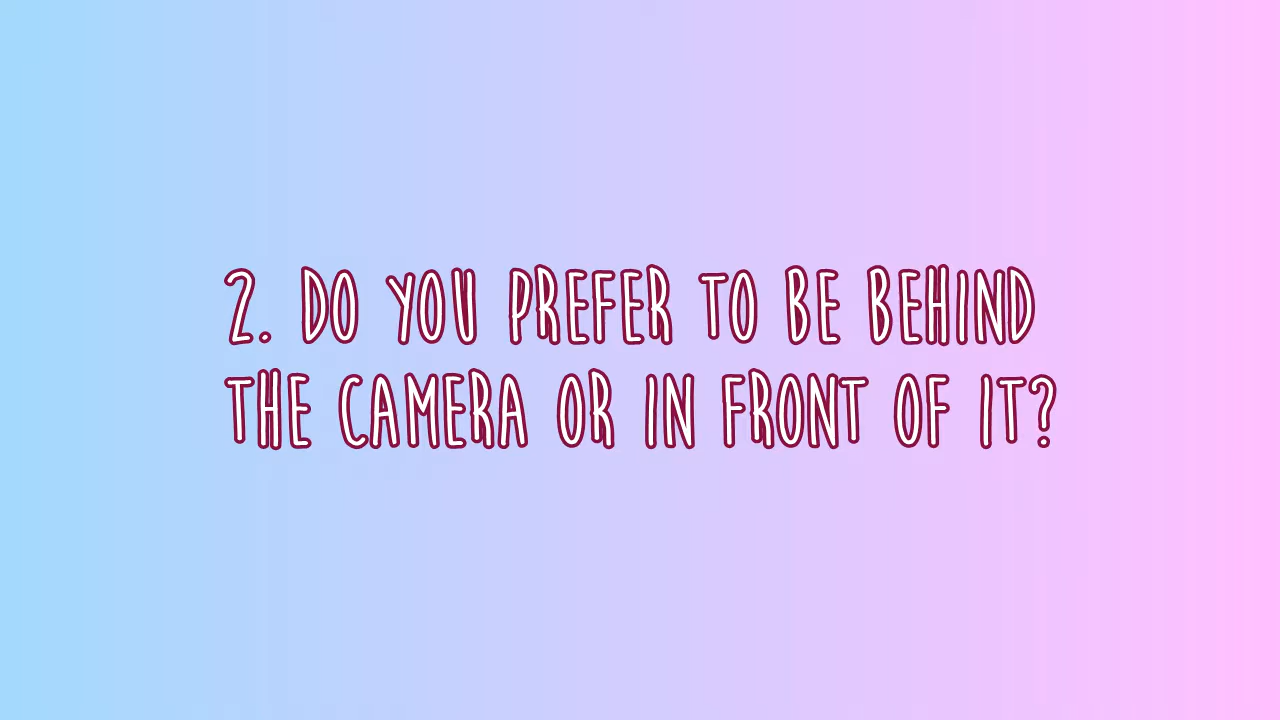 2. DO YOU PREFER TO BE BEHIND
THE CAMERA OR IN FRONT OF IT?